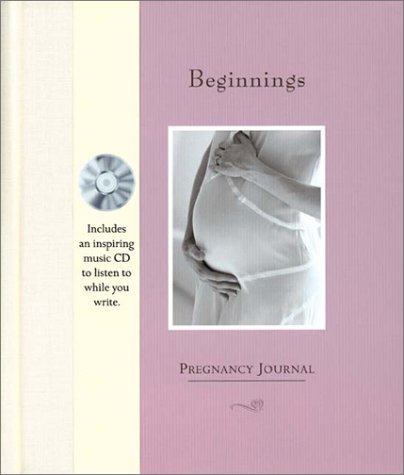 Beginnings
Includes
an inspiring
music CD
to listen to
while you
write.
PREGNANCY JOURNAL